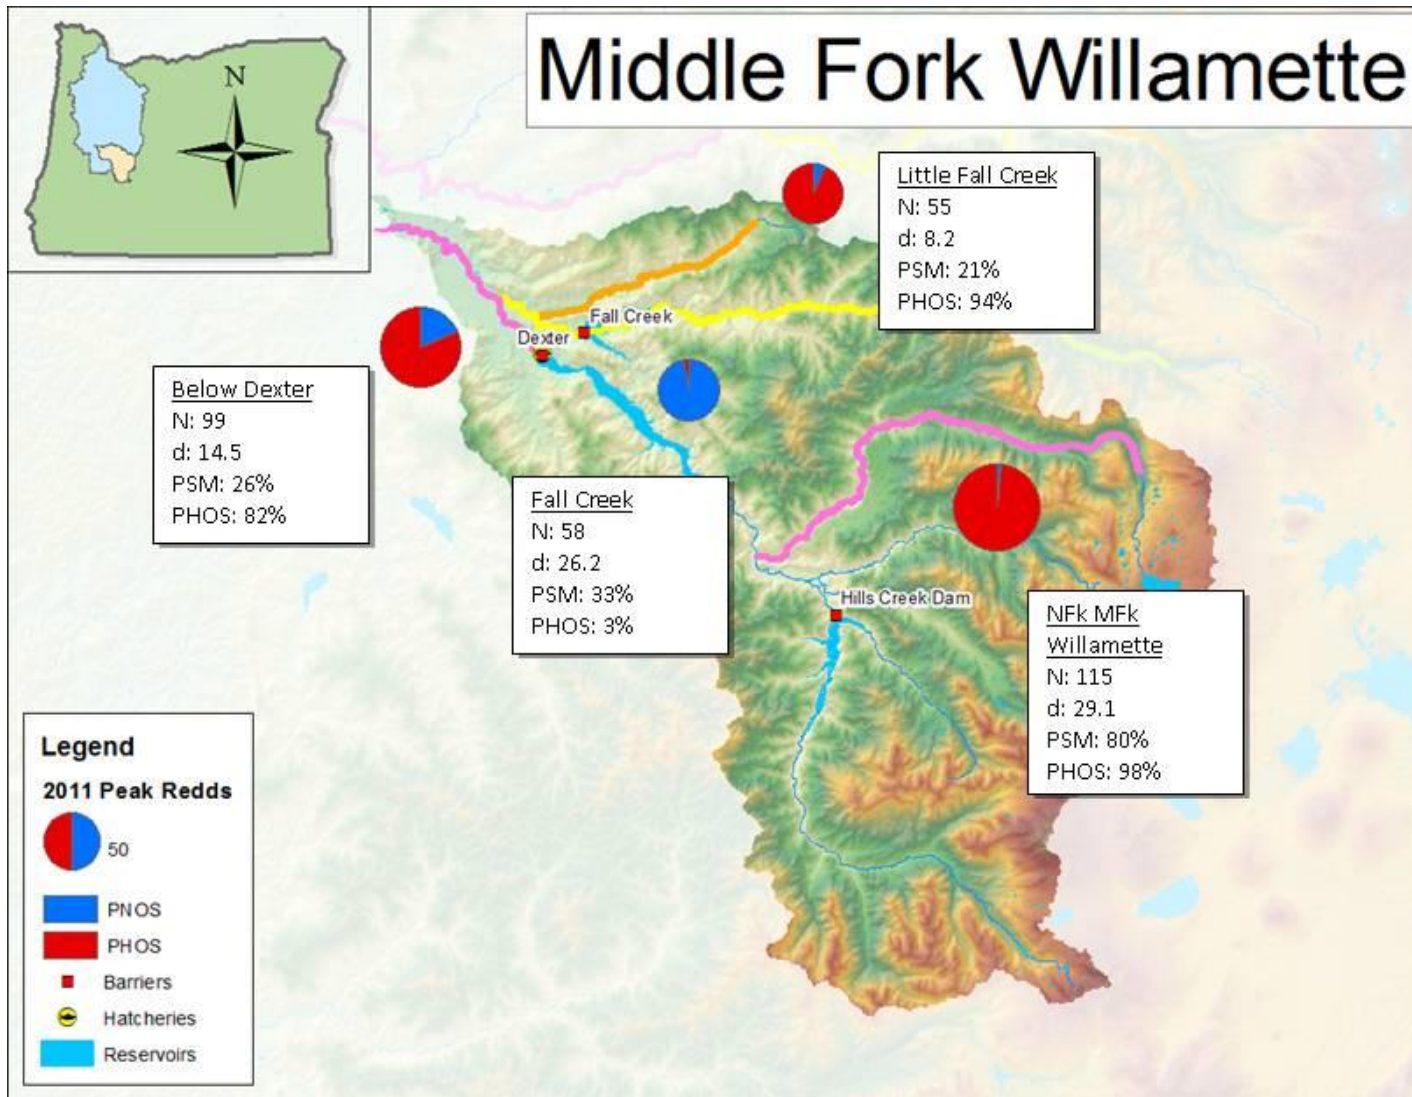 Middle Fork Willamette
N
Little Fall Creek
N: 55
d: 8.2
PSM: 21%
PHOS: 94%
Fall Creek
Dexter
Below Dexter
N: 99
d: 14.5
PSM: 26%
PHOS: 82%
Fall Creek
N: 58
d: 26.2
PSM: 33%
PHOS: 3%
Hills Creek Dam
NFk MFk
Willamette
N: 115
d: 29.1
PSM: 80%
PHOS: 98%
Legend
2011 Peak Redds
50
PNOS
PHOS
Barriers
Hatcheries
Reservoirs